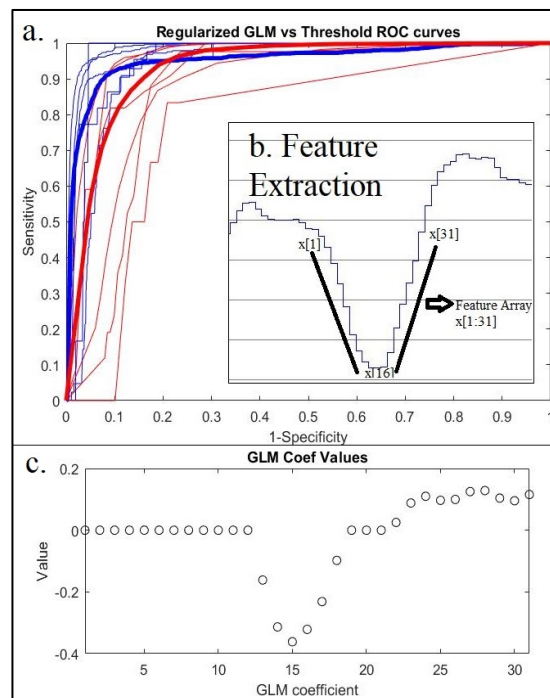 a.
Regularized GLM vs Threshold ROC curves
1
0.9
0.8
0.7
0.6
0.5
0.4
0.3
0.2
0.1
0
Sensitivity
b. Feature
Extraction
x[1]
x[31]
x[16]
Feature Array
x[1:31]
0 0.1 0.2 0.3 0.4 0.5 0.6 0.7 0.8 0.9 1
1-Specificity
c.
GLM Coef Values
0.2
0
-0.2
-0.4
Value
5 10 15 20 25 30
GLM coefficient